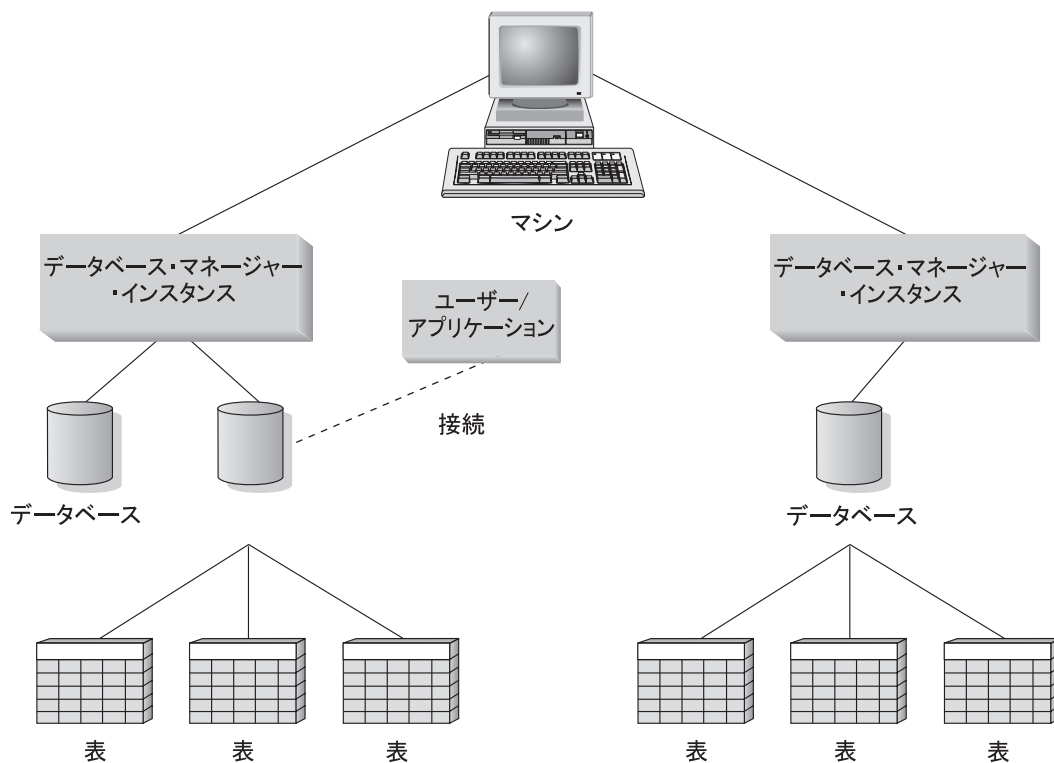 マシン
データベース・マネージャー
・インスタンス
データベース・マネージャー
・インスタンス
ユーザー/
アプリケーション
接続
データベース
データベース
表
表
表
表
表
表